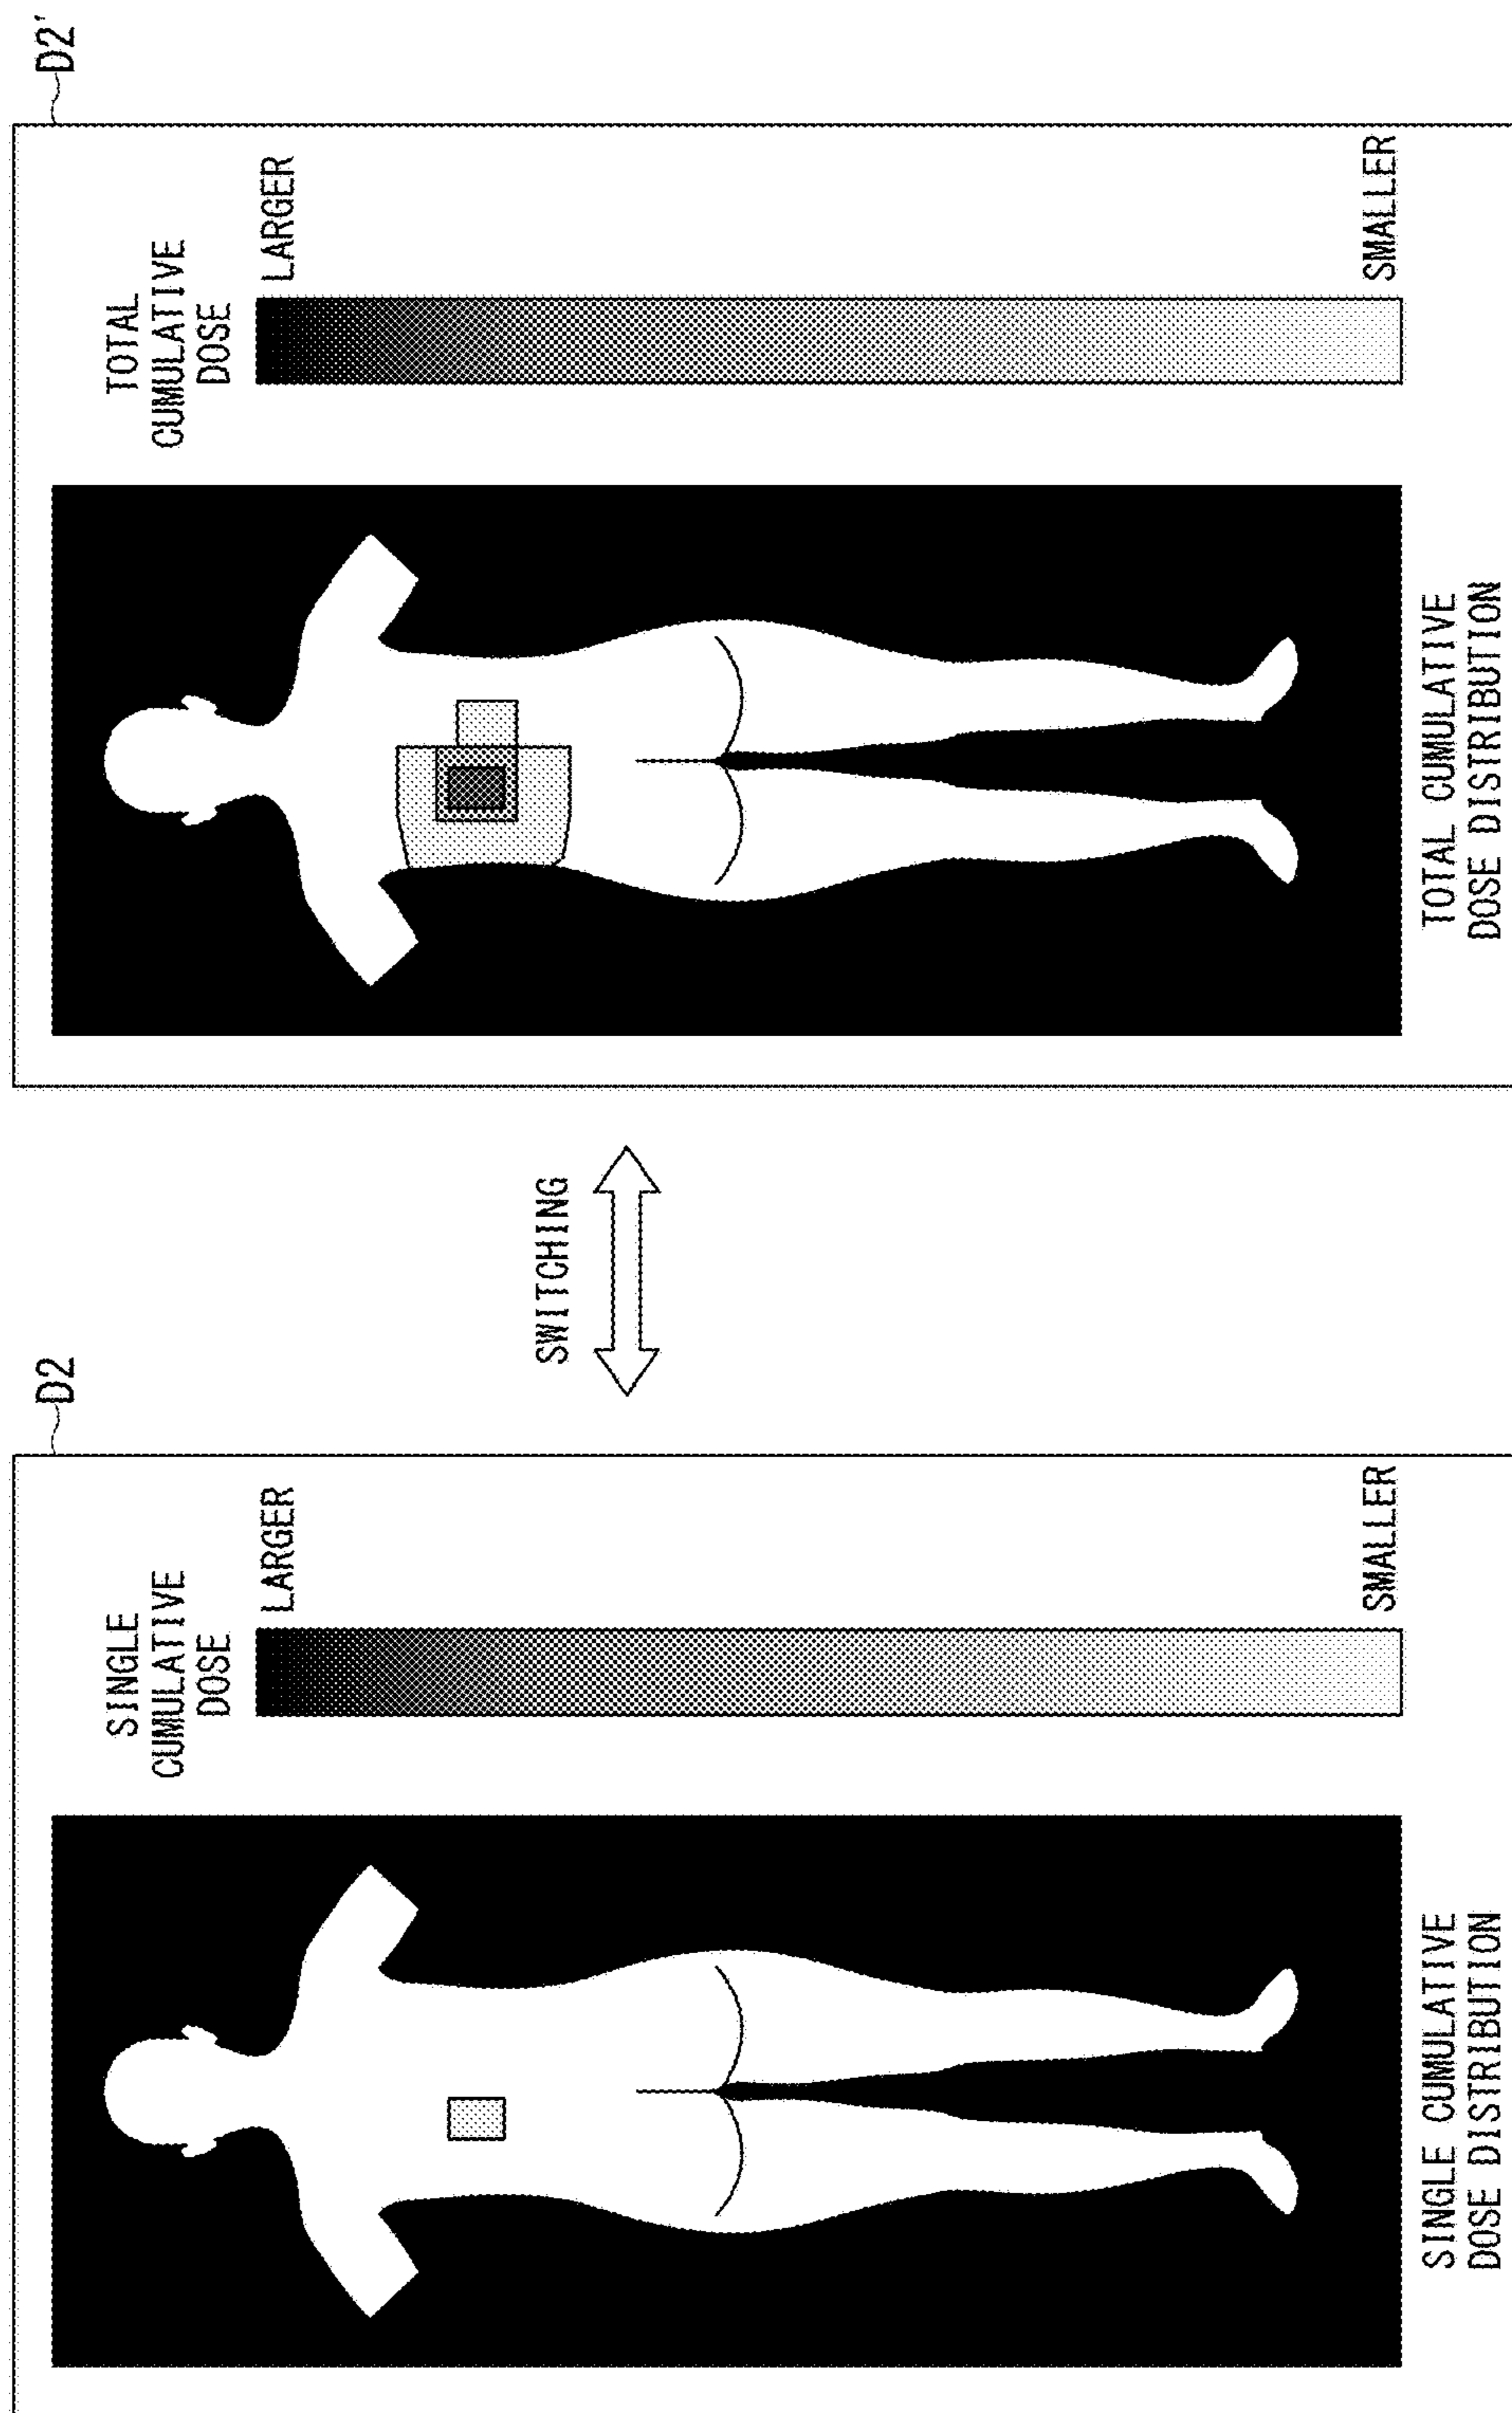 D2
SINGLE
CUMULATIVE
DOSE
LARGER
SMALLER
SINGLE CUMULATIVE
DOSE DISTRIBUTION
SWITCHING
D2'
TOTAL
CUMULATIVE
DOSE
LARGER
SMALLER
TOTAL CUMULATIVE
DOSE DISTRIBUTION